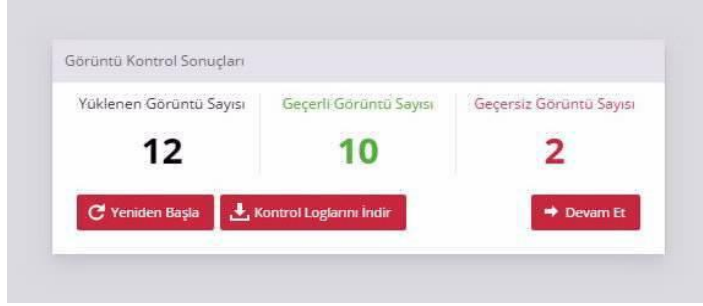 Görüntü Kontrol Sonuçları
Yüklenen Görüntü Sayısı
Geçerli Görüntü Sayısı
Geçersiz Görüntü Sayısı
12
10
2
Yeniden Başla
Kontrol Loglarını İndir
Devam Et